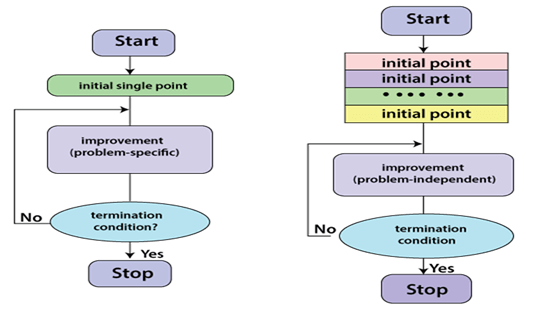 Start
initial single point
improvement
(problem-specific)
No
termination
condition?
Yes
Stop
Start
initial point
initial point
•••• •••
initial point
improvement
(problem-independent)
No
termination
condition
Yes
Stop